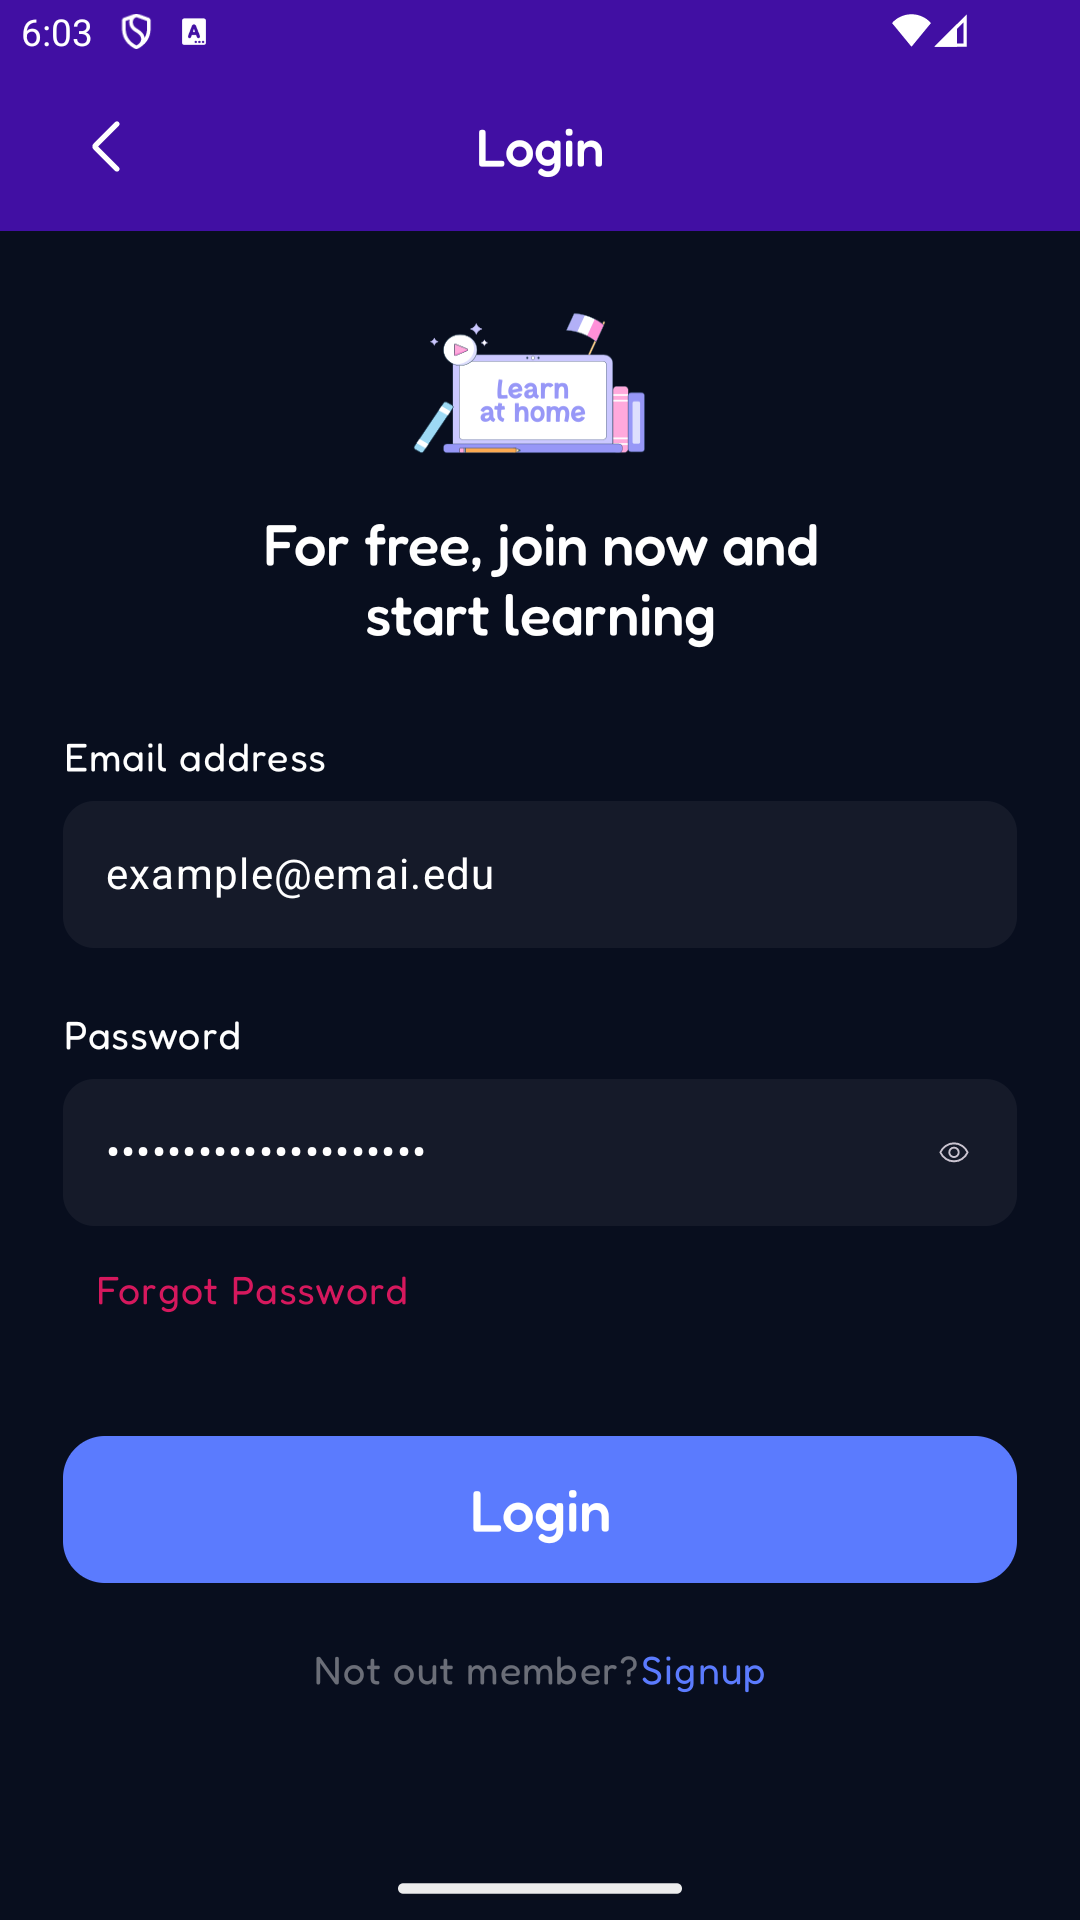 6:03
Login
Learn
at home
For free, join now and
start learning
Email address
example@emai.edu
Password
•••••••••••••••••••••
Forgot Password
Login
Not out member?Signup